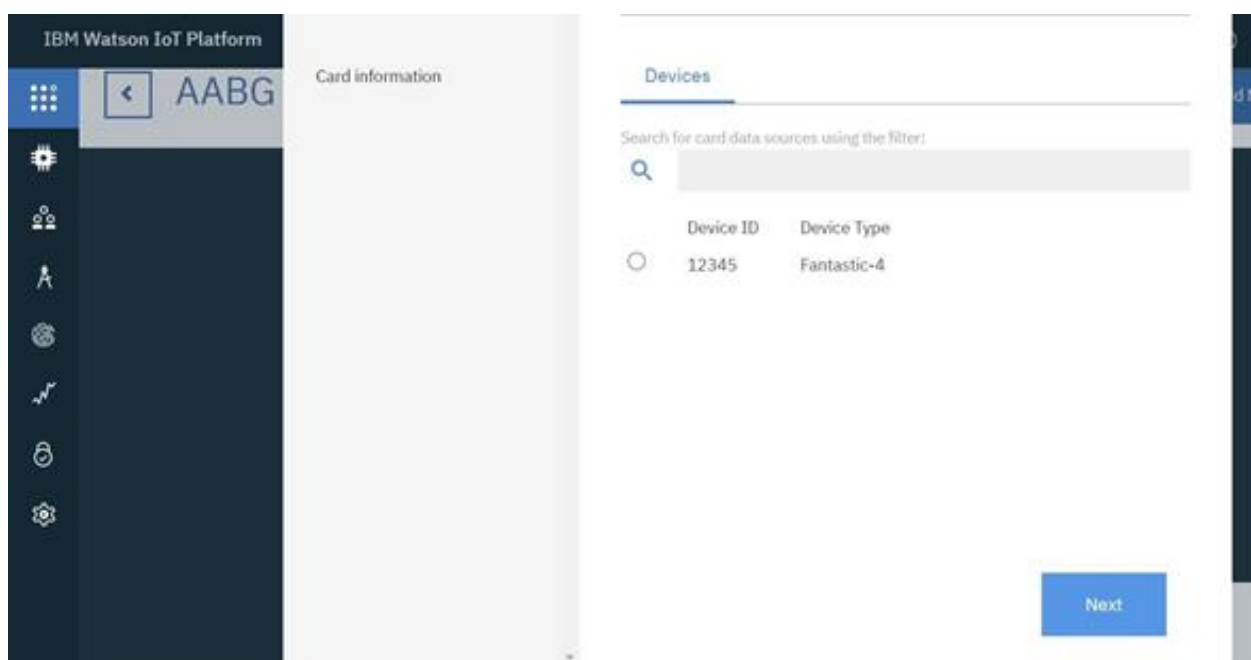 IBM Watson IoT Platform
AABG
Card information
Devices
Search for card data sources using the filter:
Device ID Device Type
12345 Fantastic-4
Next